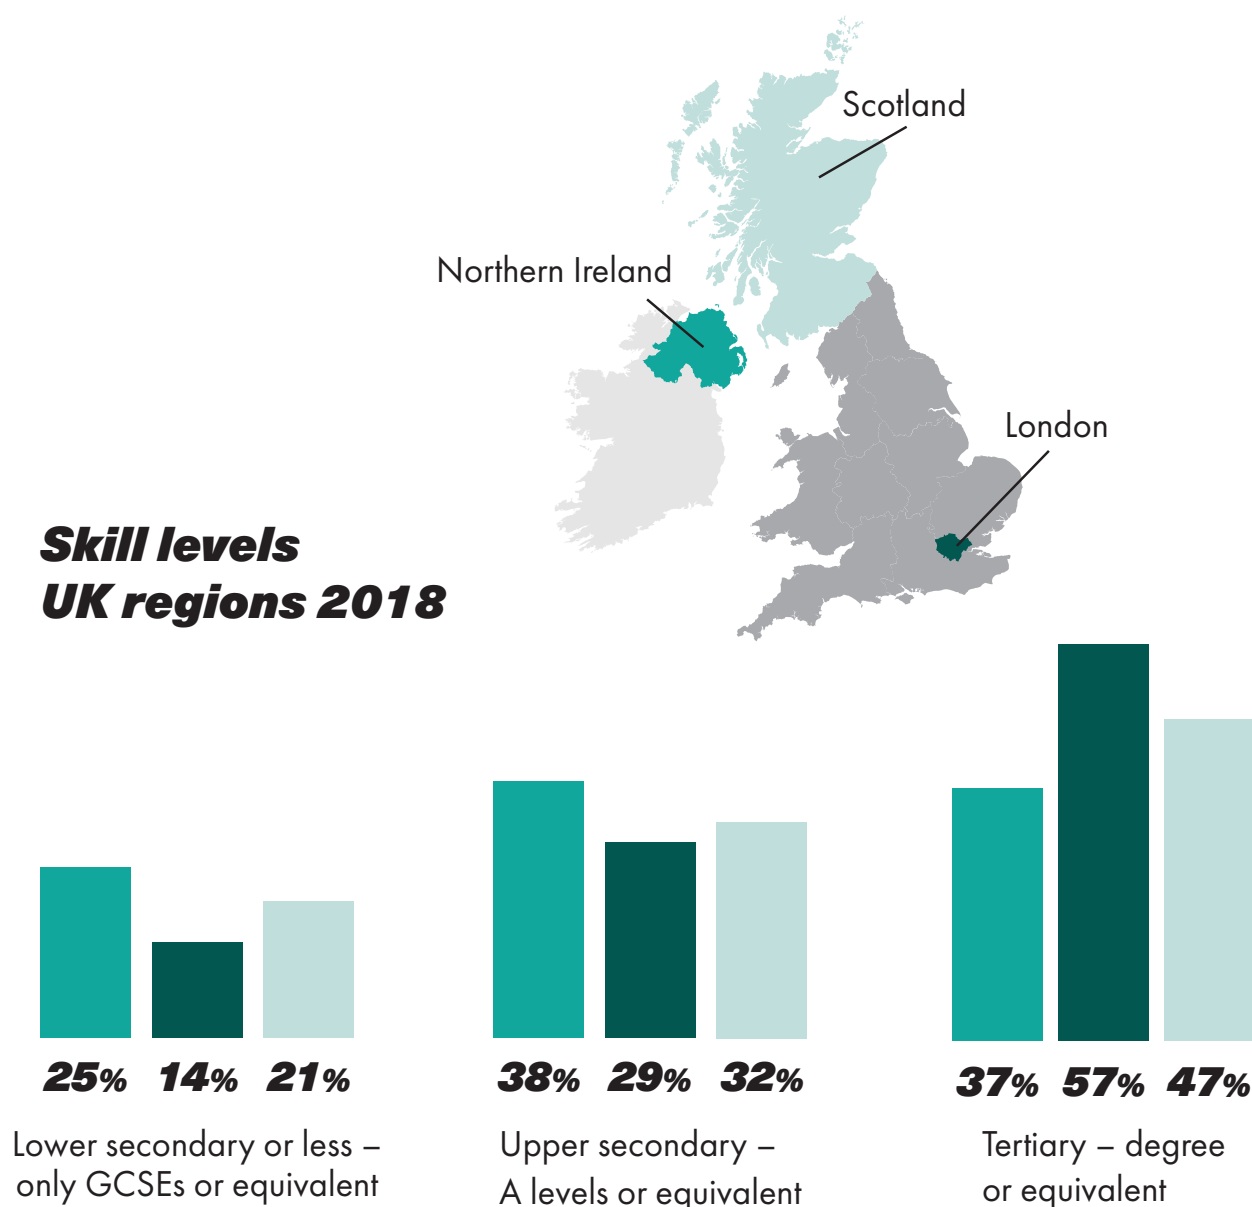 Scotland
Northern Ireland
London
Skill levels
UK regions 2018
25% 14% 21%
Lower secondary or less –
only GCSEs or equivalent
38% 29% 32%
Upper secondary –
A levels or equivalent
37% 57% 47%
Tertiary – degree
or equivalent